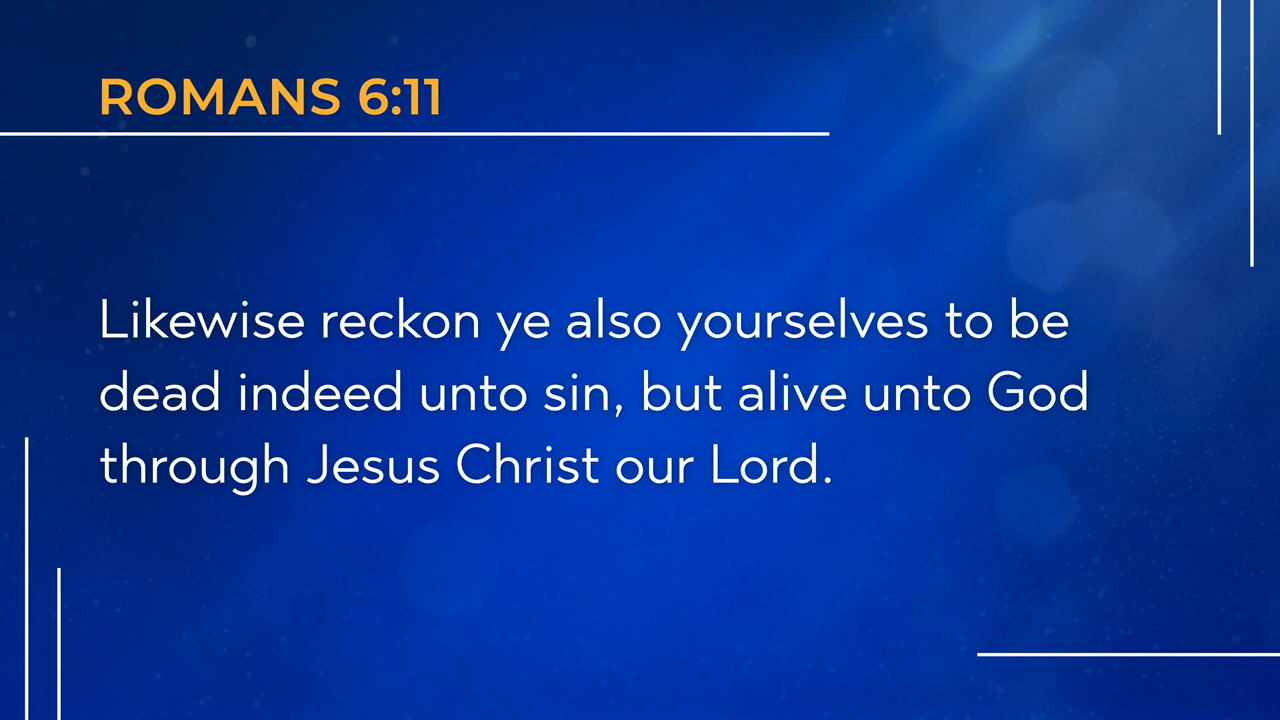 ROMANS 6:11
Likewise reckon ye also yourselves to be
dead indeed unto sin, but alive unto God
through Jesus Christ our Lord.